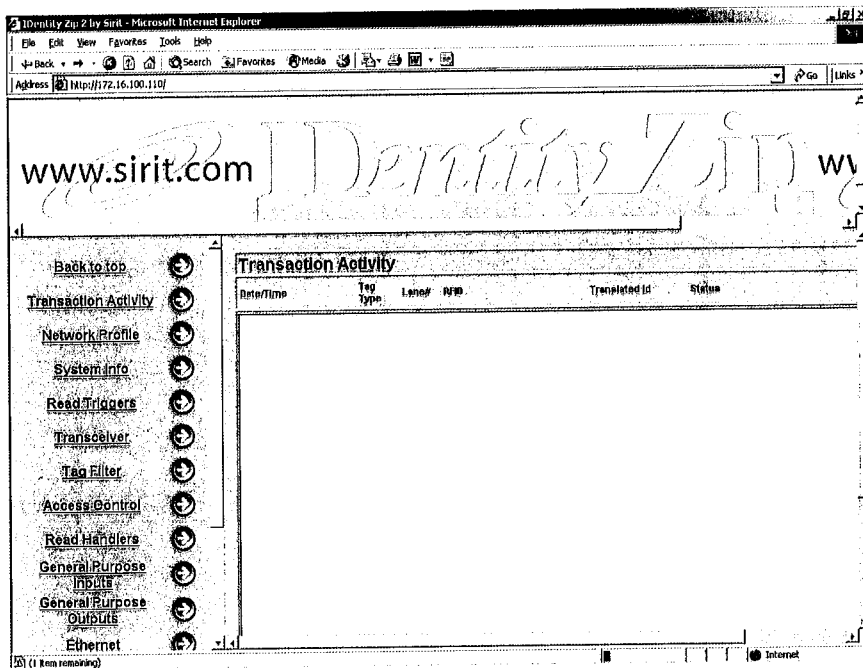 IDentity Zip 2 by Sirit - Microsoft Internet Explorer
File Edit View Favorites Tools Help
Back Search Favorites Media
Address http://172.16.100.110/ Go Links
www.sirit.com IDentity Zip
Back to top
Transaction Activity
Network Profile
System Info
Read Triggers
Transceiver
Tag Filter
Access Control
Read Handlers
General Purpose
Inputs
General Purpose
Outputs
Ethernet
Transaction Activity
Date/Time Tag Type Lane# RFID Translated Id Status
(1 item remaining) Internet